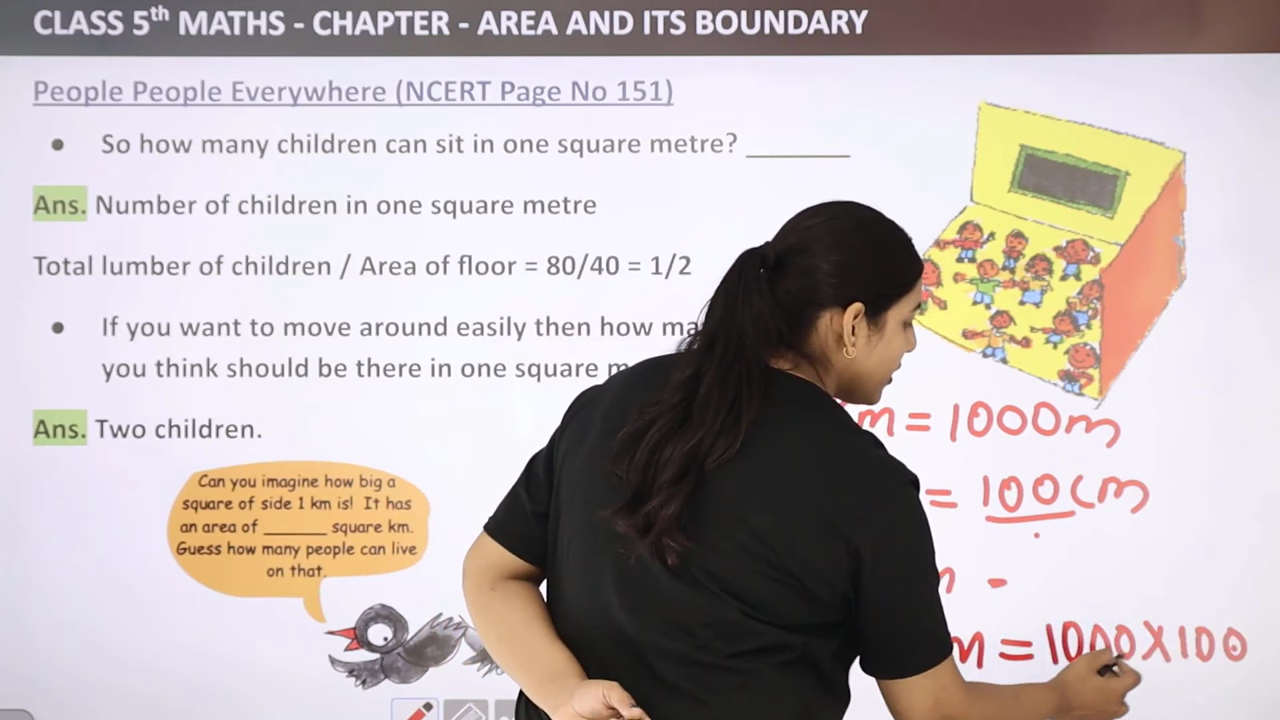 CLASS 5th MATHS - CHAPTER - AREA AND ITS BOUNDARY
People People Everywhere (NCERT Page No 151)
• So how many children can sit in one square metre? ________
Ans. Number of children in one square metre
Total lumber of children / Area of floor = 80/40 = 1/2
• If you want to move around easily then how
you think should be there in one square
Ans. Two children.
Can you imagine how big a
square of side 1 km is! It has
an area of ______ square km.
Guess how many people can live
on that.
m = 1000m
= 100cm
m = 1000X100